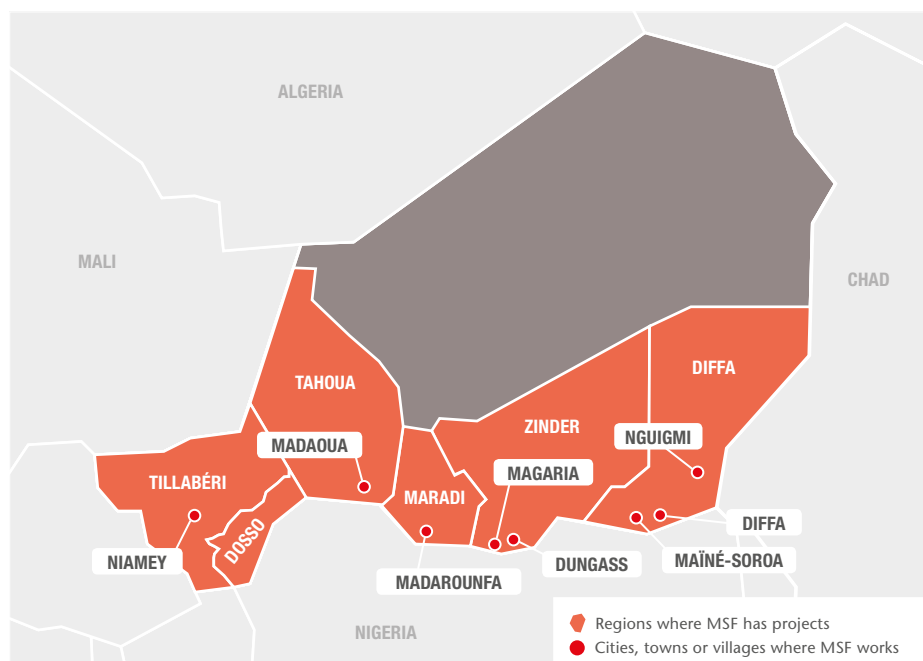 ALGERIA
MALI
CHAD
TAHOUA
DIFFA
ZINDER
NGUIGMI
MADAOUA
MAGARIA
TILLABÉRI
MARADI
DOSSO
DIFFA
NIAMEY
DUNGASS
MAÏNÉ-SOROA
MADAROUNFA
NIGERIA
Regions where MSF has projects
Cities, towns or villages where MSF works